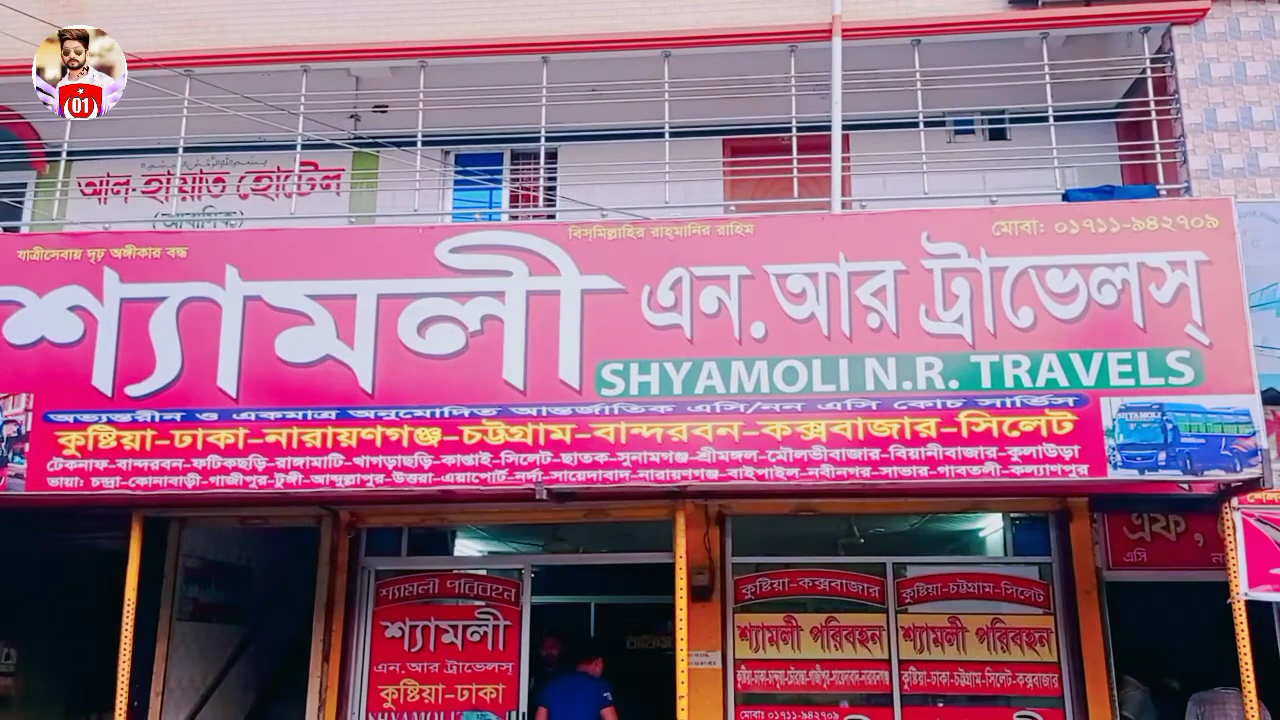 (01)
আল-হায়াত হোটেল
(আবাসিক)
বিস্‌মিল্লাহির রাহ্‌মানির রাহিম
মোবা: ০১৭১১-৯৪২৭০৯
যাত্রীসেবায় দৃঢ় অঙ্গীকার বদ্ধ
শ্যামলী এন.আর ট্রাভেলস্
SHYAMOLI N.R. TRAVELS
অভ্যন্তরীন ও একমাত্র অনুমোদিত আন্তর্জাতিক এসি/নন এসি কোচ সার্ভিস
কুষ্টিয়া-ঢাকা-নারায়ণগঞ্জ-চট্টগ্রাম-বান্দরবন-কক্সবাজার-সিলেট
টেকনাফ-বান্দরবন-ফটিকছড়ি-রাঙ্গামাটি-খাগড়াছড়ি-কাপ্তাই-সিলেট-ছাতক-সুনামগঞ্জ-শ্রীমঙ্গল-মৌলভীবাজার-বিয়ানীবাজার-কুলাউড়া
ভায়া: চন্দ্রা-কোনাবাড়ী-গাজীপুর-টুঙ্গী-আব্দুল্লাপুর-উত্তরা-এয়াপোর্ট-নর্দা-সায়েদাবাদ-নারায়ণগঞ্জ-বাইপাইল-নবীনগর-সাভার-গাবতলী-কল্যাণপুর
SHYAMOLI
শ্যামলী পরিবহন
শ্যামলী
এন.আর ট্রাভেলস্
কুষ্টিয়া-ঢাকা
SHYAMOLI
কুষ্টিয়া-কক্সবাজার
শ্যামলী পরিবহন
মোবা: ০১৭১১-৯৪২৭০৯
কুষ্টিয়া-চট্টগ্রাম-সিলেট
শ্যামলী পরিবহন
কুষ্টিয়া-ঢাকা-চট্টগ্রাম-সিলেট-কক্সবাজার
এফ,
এসি